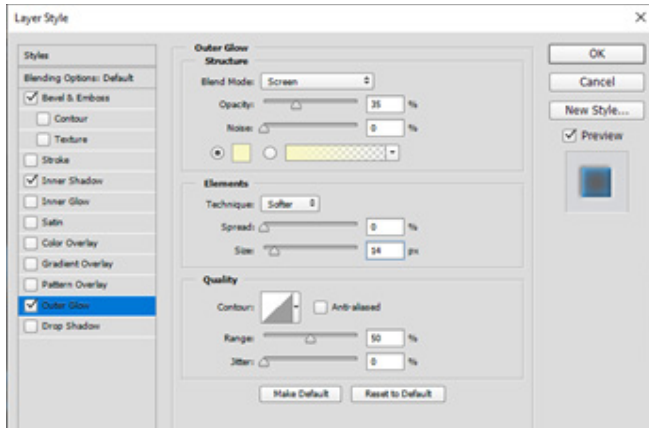 Layer Style
Styles
Blending Options: Default
Bevel & Emboss
Contour
Texture
Stroke
Inner Shadow
Inner Glow
Satin
Color Overlay
Gradient Overlay
Pattern Overlay
Outer Glow
Drop Shadow
Outer Glow
Structure
Blend Mode: Screen
Opacity: 35 %
Noise: 0 %
Elements
Technique: Softer
Spread: 0 %
Size: 14 px
Quality
Contour: Anti-aliased
Range: 50 %
Jitter: 0 %
Make Default Reset to Default
OK
Cancel
New Style...
Preview